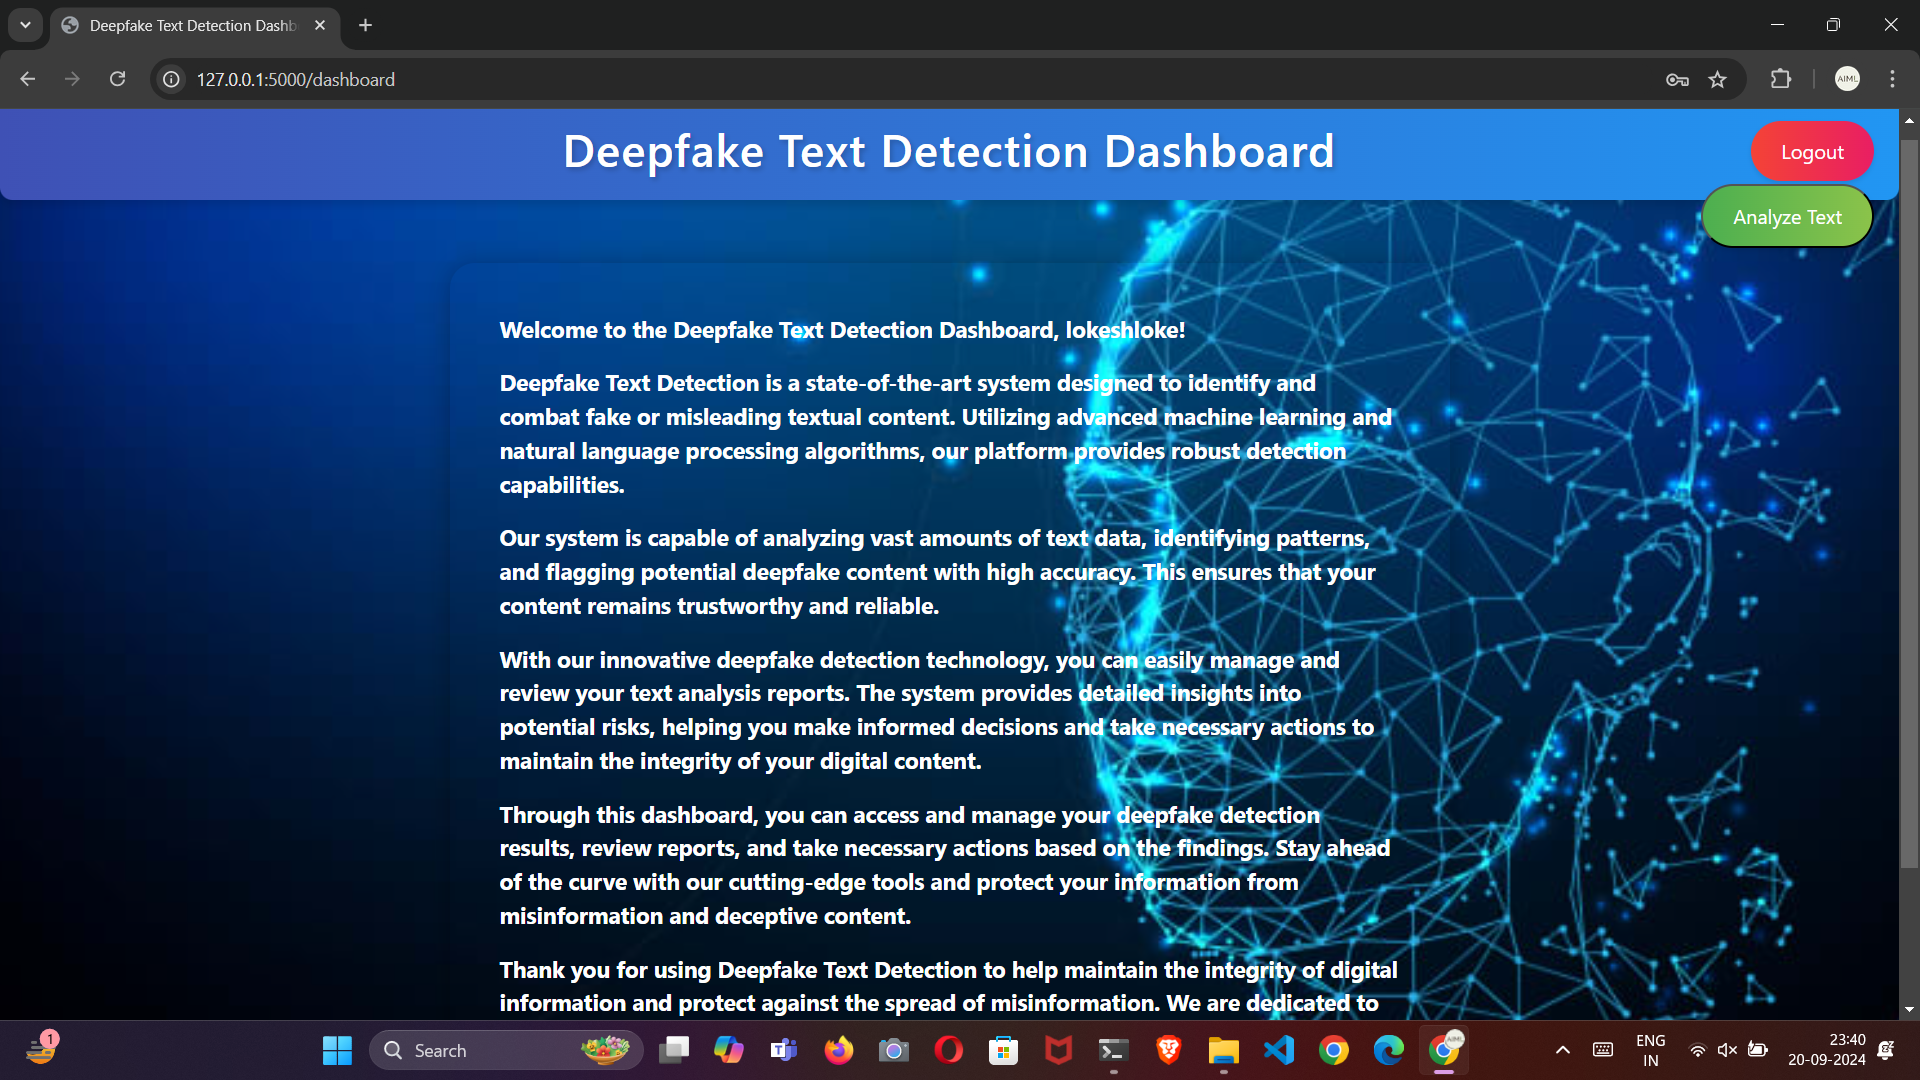 Deepfake Text Detection Dashb
127.0.0.1:5000/dashboard
AIML
Deepfake Text Detection Dashboard
Logout
Analyze Text
Welcome to the Deepfake Text Detection Dashboard, lokeshloke!
Deepfake Text Detection is a state-of-the-art system designed to identify and
combat fake or misleading textual content. Utilizing advanced machine learning and
natural language processing algorithms, our platform provides robust detection
capabilities.
Our system is capable of analyzing vast amounts of text data, identifying patterns,
and flagging potential deepfake content with high accuracy. This ensures that your
content remains trustworthy and reliable.
With our innovative deepfake detection technology, you can easily manage and
review your text analysis reports. The system provides detailed insights into
potential risks, helping you make informed decisions and take necessary actions to
maintain the integrity of your digital content.
Through this dashboard, you can access and manage your deepfake detection
results, review reports, and take necessary actions based on the findings. Stay ahead
of the curve with our cutting-edge tools and protect your information from
misinformation and deceptive content.
Thank you for using Deepfake Text Detection to help maintain the integrity of digital
information and protect against the spread of misinformation. We are dedicated to
1
Search
AIML
ENG
IN
23:40
20-09-2024